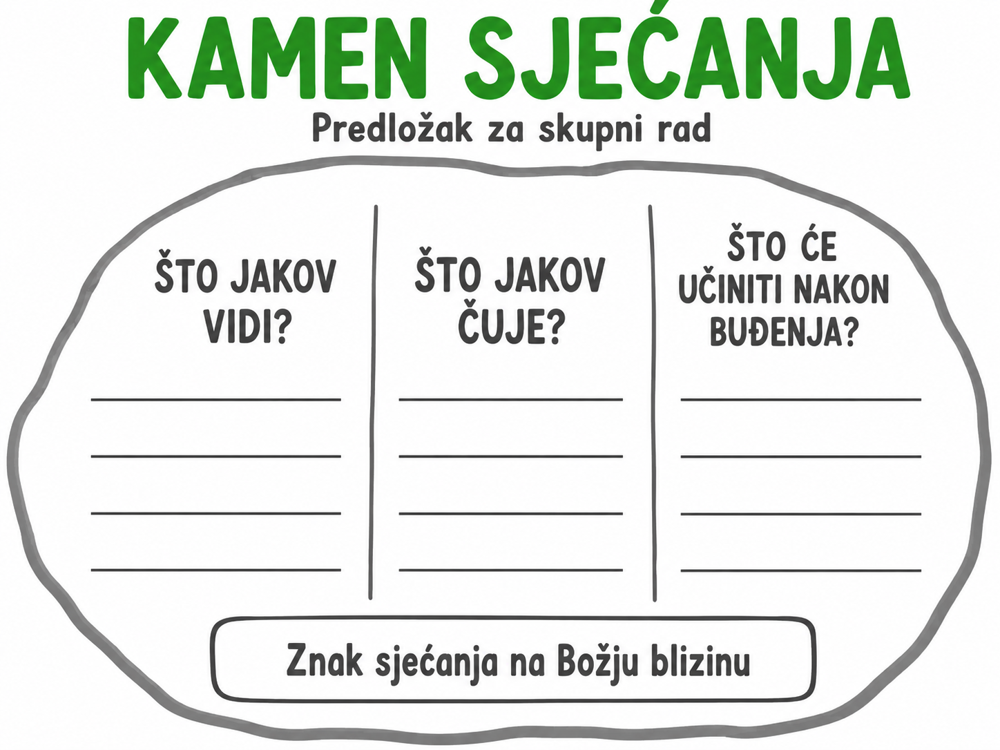 KAMEN SJEĆANJA
Predložak za skupni rad
ŠTO JAKOV
VIDI?
ŠTO JAKOV
ČUJE?
ŠTO ĆE
UČINITI NAKON
BUĐENJA?
Znak sjećanja na Božju blizinu